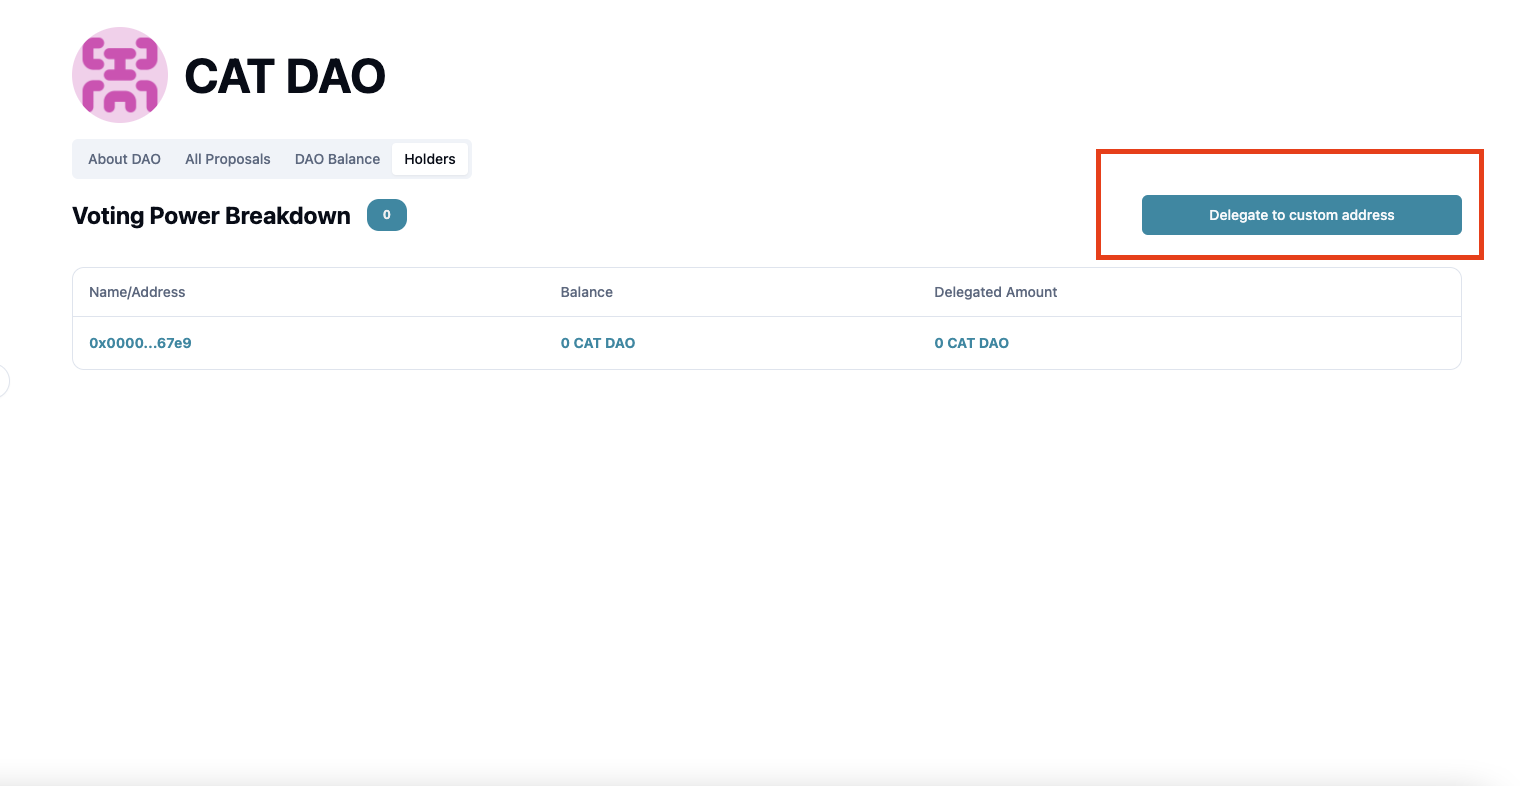 CAT DAO
About DAO All Proposals DAO Balance Holders
Voting Power Breakdown 0 Delegate to custom address
Name/Address Balance Delegated Amount
0x0000...67e9 0 CAT DAO 0 CAT DAO